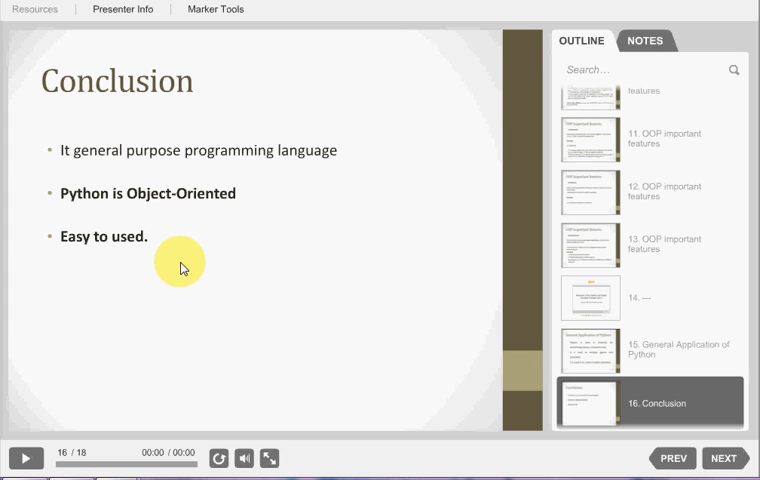 Resources
Presenter Info
Marker Tools
Conclusion
• It general purpose programming language
• Python is Object-Oriented
• Easy to used.
OUTLINE
NOTES
Search...
features
11. OOP important
features
12. OOP important
features
13. OOP important
features
14. ---
15. General Application of
Python
16. Conclusion
16 / 18
00:00 / 00:00
PREV
NEXT